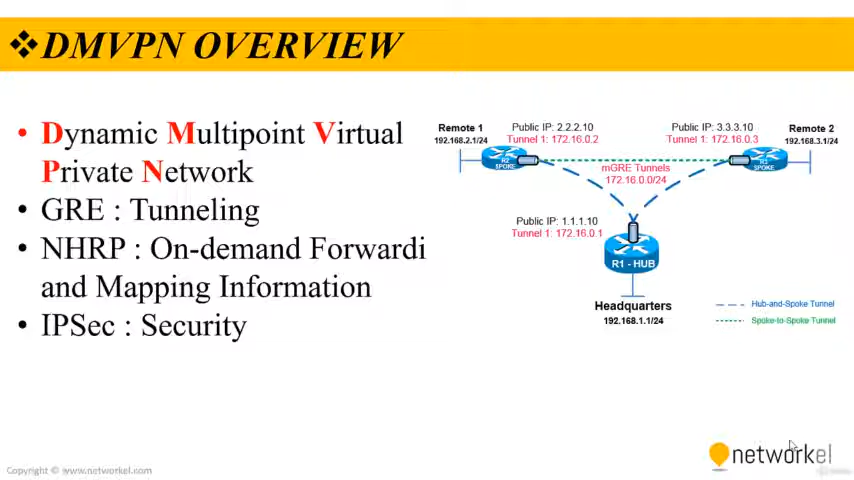 ❖DMVPN OVERVIEW
• Dynamic Multipoint Virtual
Private Network
• GRE : Tunneling
• NHRP : On-demand Forwardi
and Mapping Information
• IPSec : Security
Remote 1
192.168.2.1/24
Public IP: 2.2.2.10
Tunnel 1: 172.16.0.2
Public IP: 3.3.3.10
Tunnel 1: 172.16.0.3
Remote 2
192.168.3.1/24
R2
SPOKE
mGRE Tunnels
172.16.0.0/24
SPOKE
Public IP: 1.1.1.10
Tunnel 1: 172.16.0.1
R1 - HUB
Headquarters
192.168.1.1/24
Hub-and-Spoke Tunnel
Spoke-to-Spoke Tunnel
networkel
Copyright © www.networkel.com